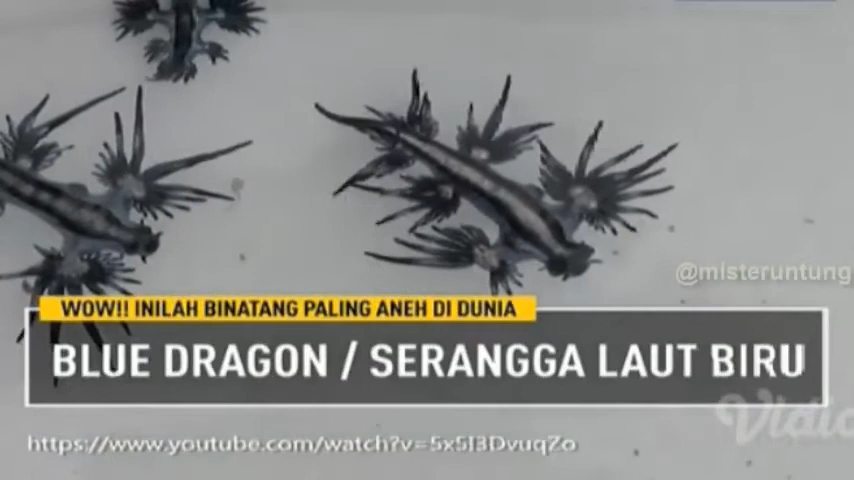 @misteruntung
WOW!! INILAH BINATANG PALING ANEH DI DUNIA
BLUE DRAGON / SERANGGA LAUT BIRU
Vidio
https://www.youtube.com/watch?v=5x5I3DvuqZo